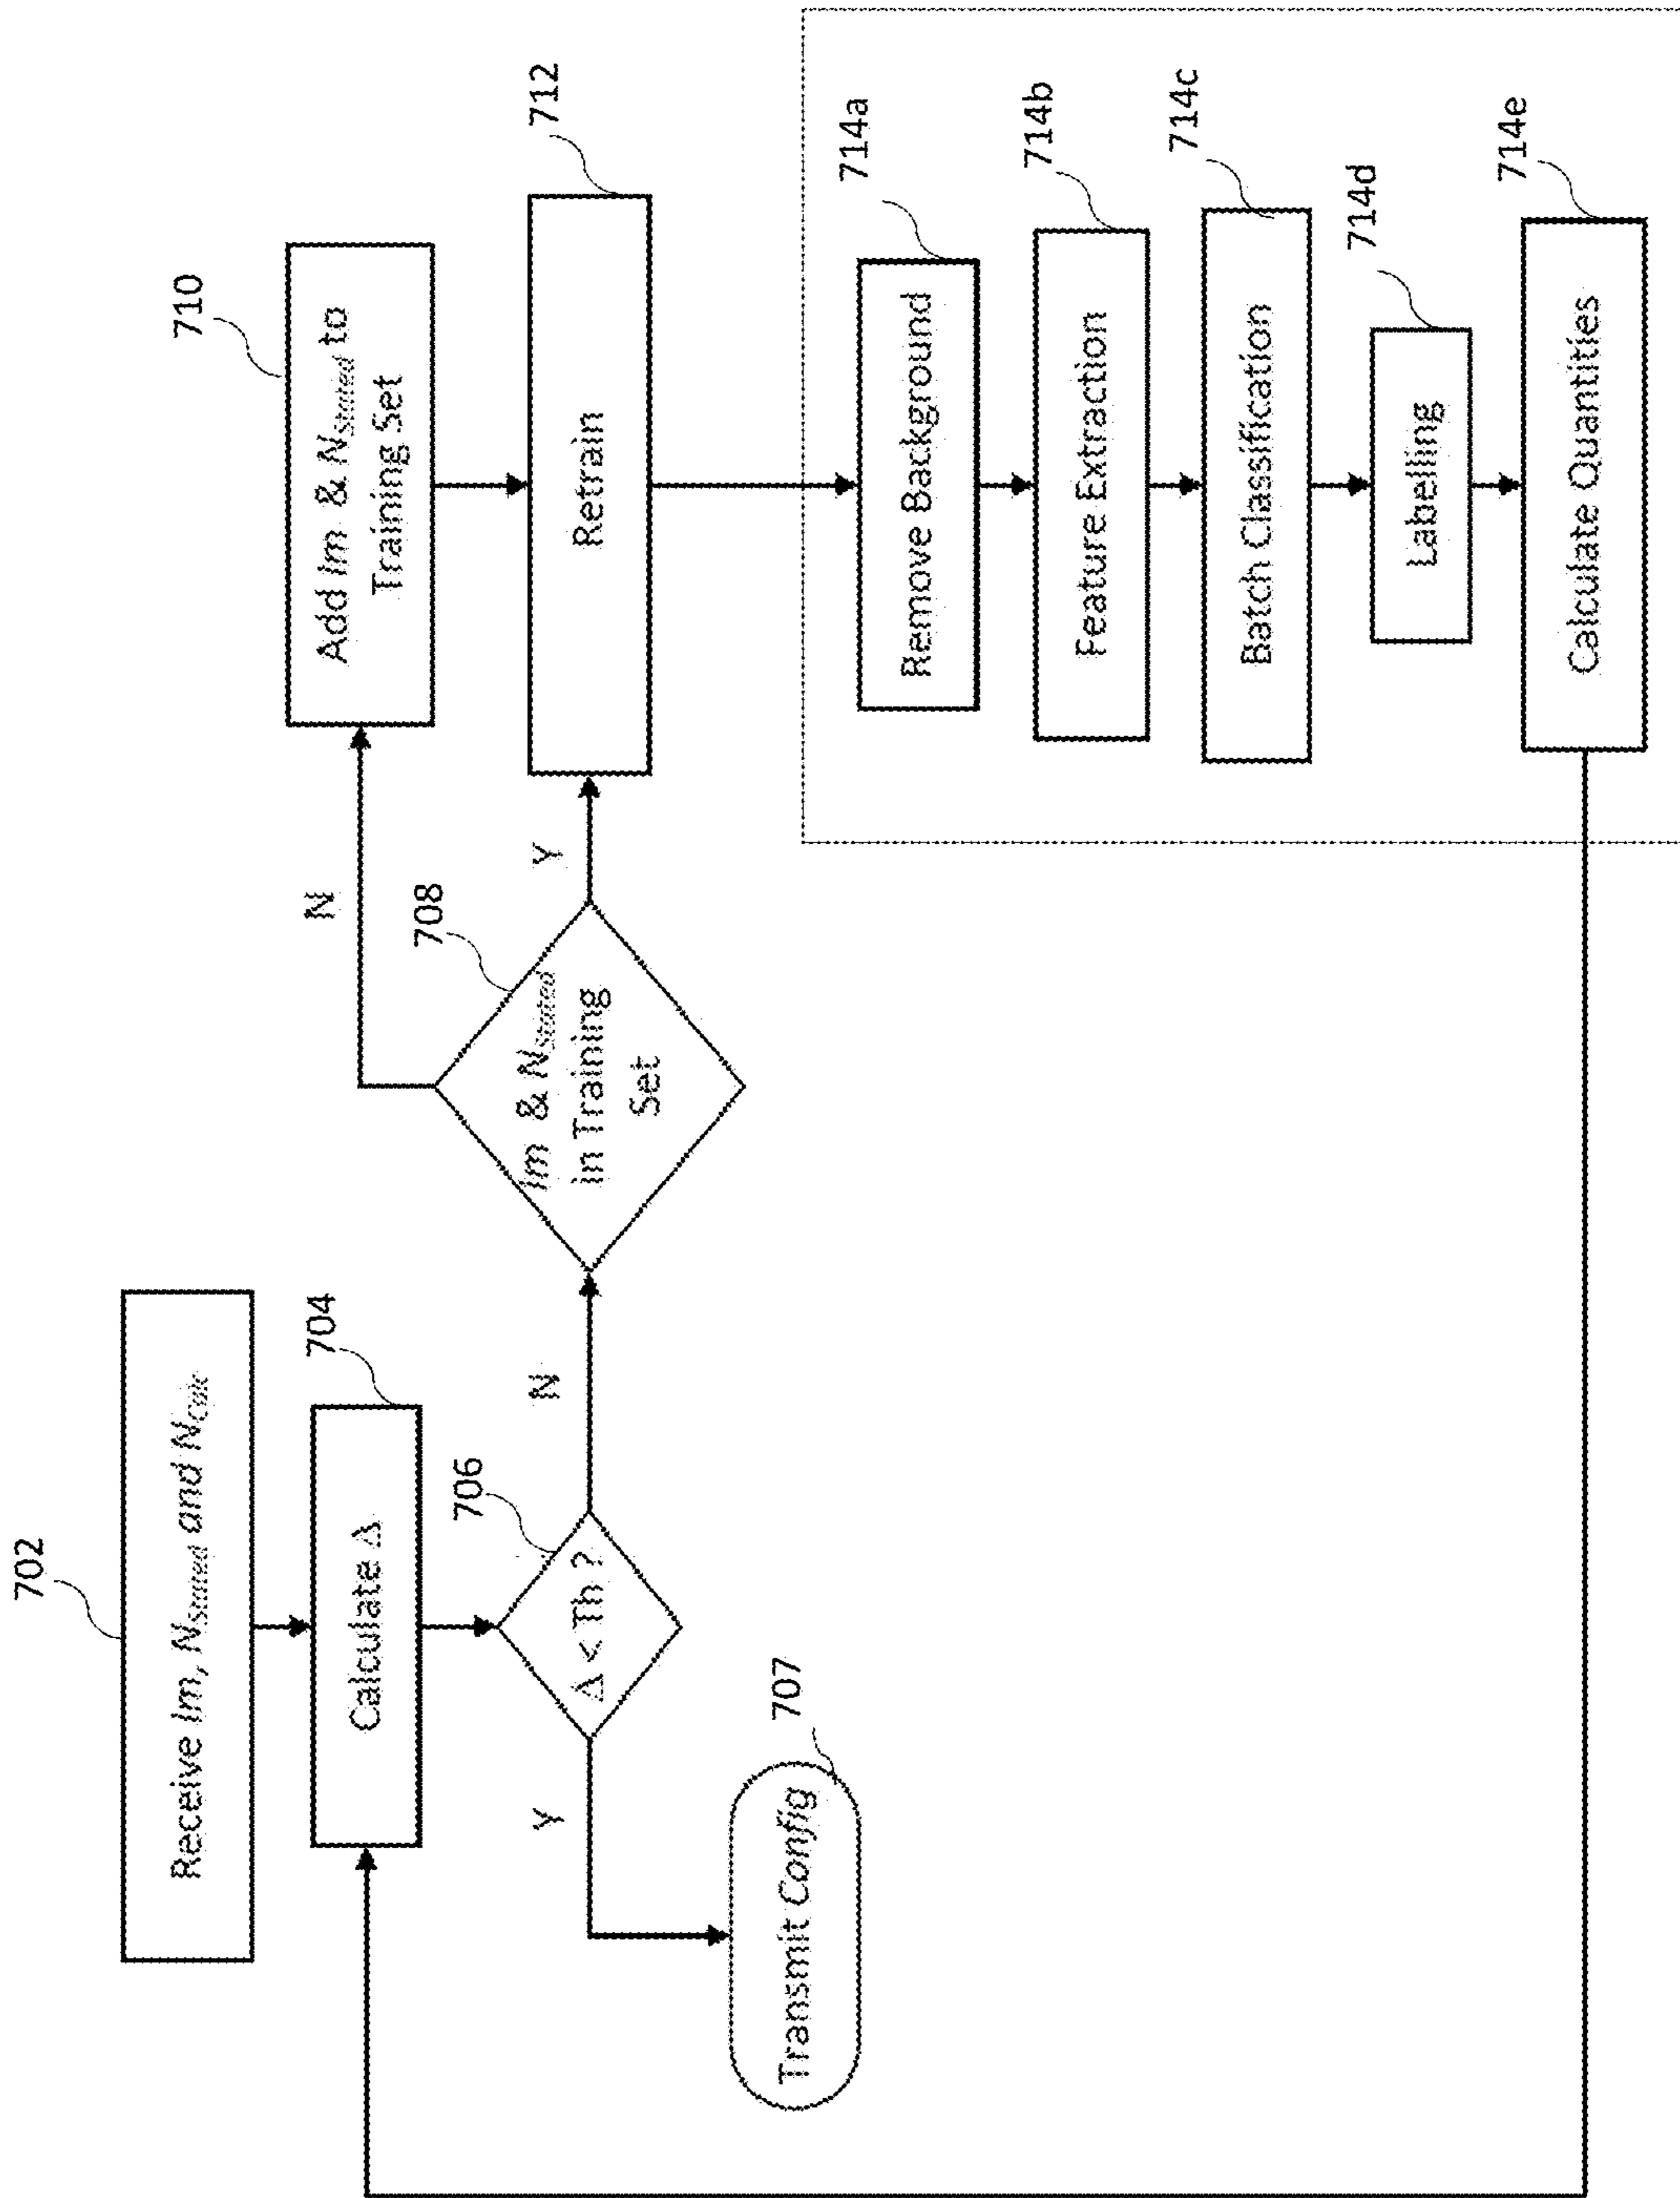 702
Receive Im, N_Stated and N_Calc
704
Calculate Δ
706
Δ < Th ?
Y
N
707
Transmit Config
708
Im & N_Stated
in Training
Set
N
Y
710
Add Im & N_Stated to
Training Set
712
Retrain
714a
Remove Background
714b
Feature Extraction
714c
Batch Classification
714d
Labelling
714e
Calculate Quantities